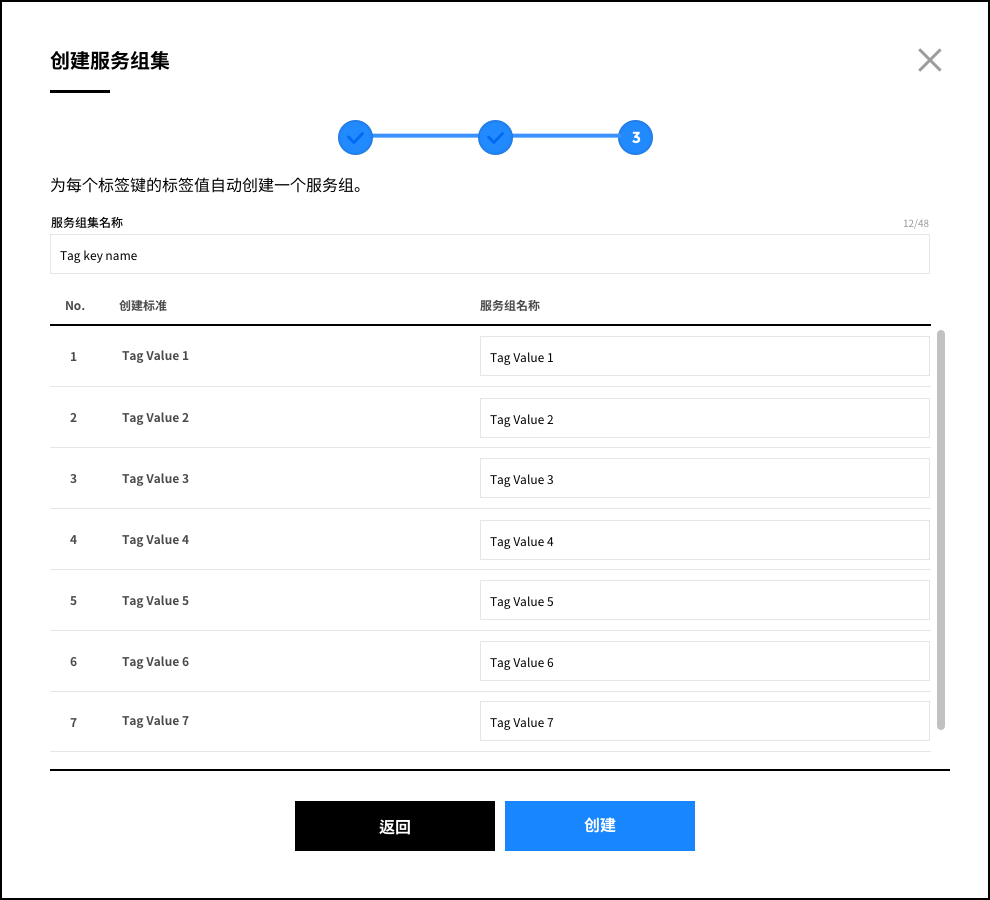 创建服务组集
3
为每个标签键的标签值自动创建一个服务组。
服务组集名称 12/48
Tag key name
No. 创建标准 服务组名称
1 Tag Value 1 Tag Value 1
2 Tag Value 2 Tag Value 2
3 Tag Value 3 Tag Value 3
4 Tag Value 4 Tag Value 4
5 Tag Value 5 Tag Value 5
6 Tag Value 6 Tag Value 6
7 Tag Value 7 Tag Value 7
返回 创建